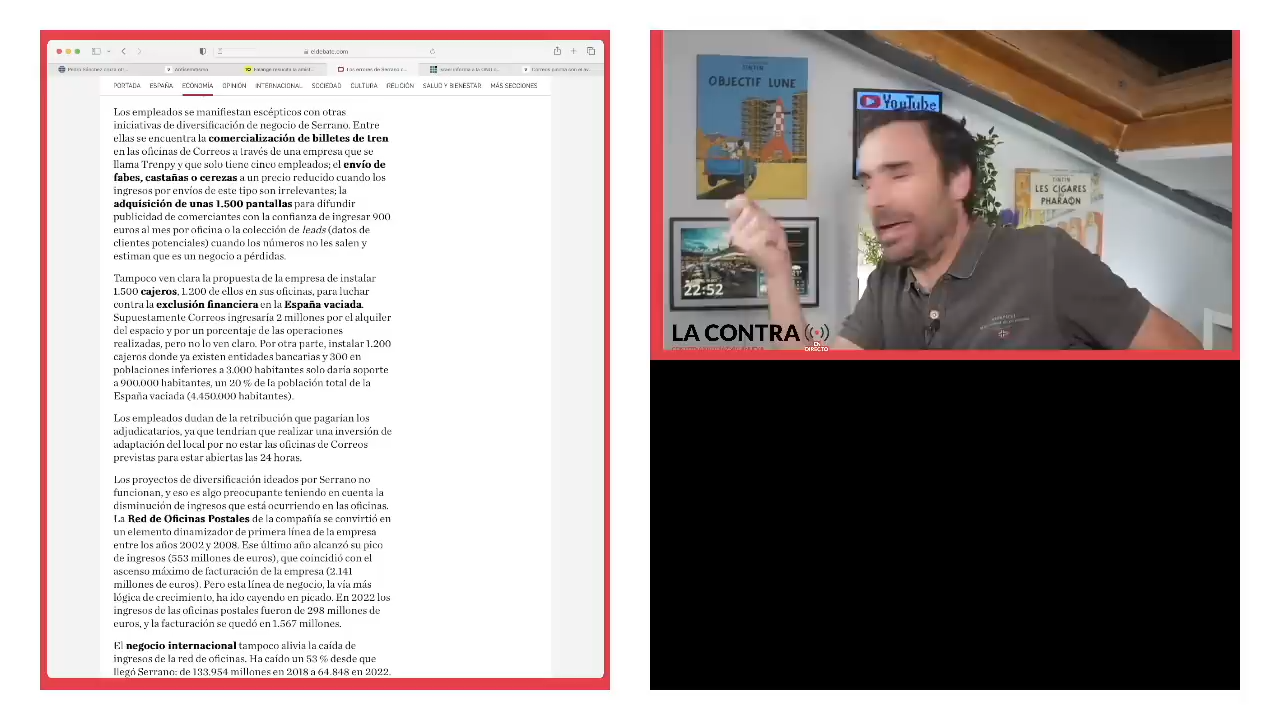 eldebate.com
PORTADA ESPAÑA ECONOMÍA OPINIÓN INTERNACIONAL SOCIEDAD CULTURA RELIGIÓN SALUD Y BIENESTAR MÁS SECCIONES
Los empleados se manifiestan escépticos con otras
iniciativas de diversificación de negocio de Serrano. Entre
ellas se encuentra la comercialización de billetes de tren
en las oficinas de Correos a través de una empresa que se
llama Trenpy y que solo tiene cinco empleados; el envío de
fabes, castañas o cerezas a un precio reducido cuando los
ingresos por envíos de este tipo son irrelevantes; la
adquisición de unas 1.500 pantallas para difundir
publicidad de comerciantes con la confianza de ingresar 900
euros al mes por oficina o la colección de leads (datos de
clientes potenciales) cuando los números no les salen y
estiman que es un negocio a pérdidas.
Tampoco ven clara la propuesta de la empresa de instalar
1.500 cajeros, 1.200 de ellos en sus oficinas, para luchar
contra la exclusión financiera en la España vaciada.
Supuestamente Correos ingresaría 2 millones por el alquiler
del espacio y por un porcentaje de las operaciones
realizadas, pero no lo ven claro. Por otra parte, instalar 1.200
cajeros donde ya existen entidades bancarias y 300 en
poblaciones inferiores a 3.000 habitantes solo daría soporte
a 900.000 habitantes, un 20 % de la población total de la
España vaciada (4.450.000 habitantes).
Los empleados dudan de la retribución que pagarían los
adjudicatarios, ya que tendrían que realizar una inversión de
adaptación del local por no estar las oficinas de Correos
previstas para estar abiertas las 24 horas.
Los proyectos de diversificación ideados por Serrano no
funcionan, y eso es algo preocupante teniendo en cuenta la
disminución de ingresos que está ocurriendo en las oficinas.
La Red de Oficinas Postales de la compañía se convirtió en
un elemento dinamizador de primera línea de la empresa
entre los años 2002 y 2008. Ese último año alcanzó su pico
de ingresos (553 millones de euros), que coincidió con el
ascenso máximo de facturación de la empresa (2.141
millones de euros). Pero esta línea de negocio, la vía más
lógica de crecimiento, ha ido cayendo en picado. En 2022 los
ingresos de las oficinas postales fueron de 298 millones de
euros, y la facturación se quedó en 1.567 millones.
El negocio internacional tampoco alivia la caída de
ingresos de la red de oficinas. Ha caído un 53 % desde que
llegó Serrano: de 133.954 millones en 2018 a 64.848 en 2022.
TINTIN
OBJECTIF LUNE
YouTube
TINTIN
LES CIGARES
DU PHARAON
22:52
LA CONTRA
EN
DIRECTO